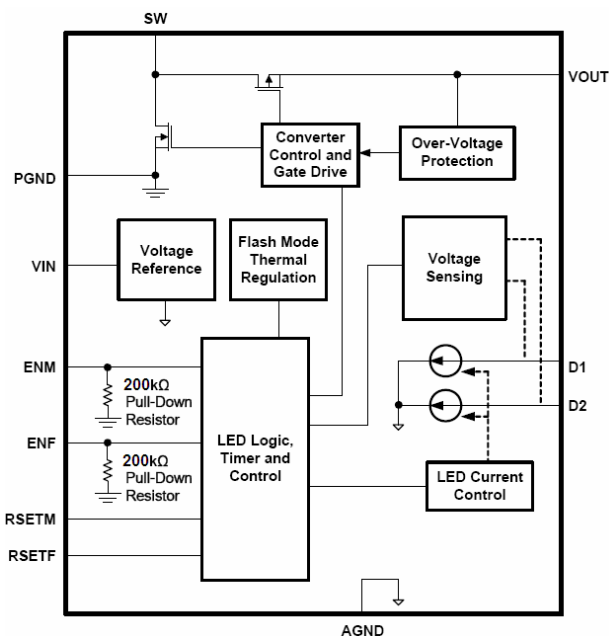 SW
VOUT
Converter
Control and
Gate Drive
Over-Voltage
Protection
PGND
VIN
Voltage
Reference
Flash Mode
Thermal
Regulation
Voltage
Sensing
ENM
200kΩ
Pull-Down
Resistor
D1
D2
ENF
200kΩ
Pull-Down
Resistor
LED Logic,
Timer and
Control
LED Current
Control
RSETM
RSETF
AGND